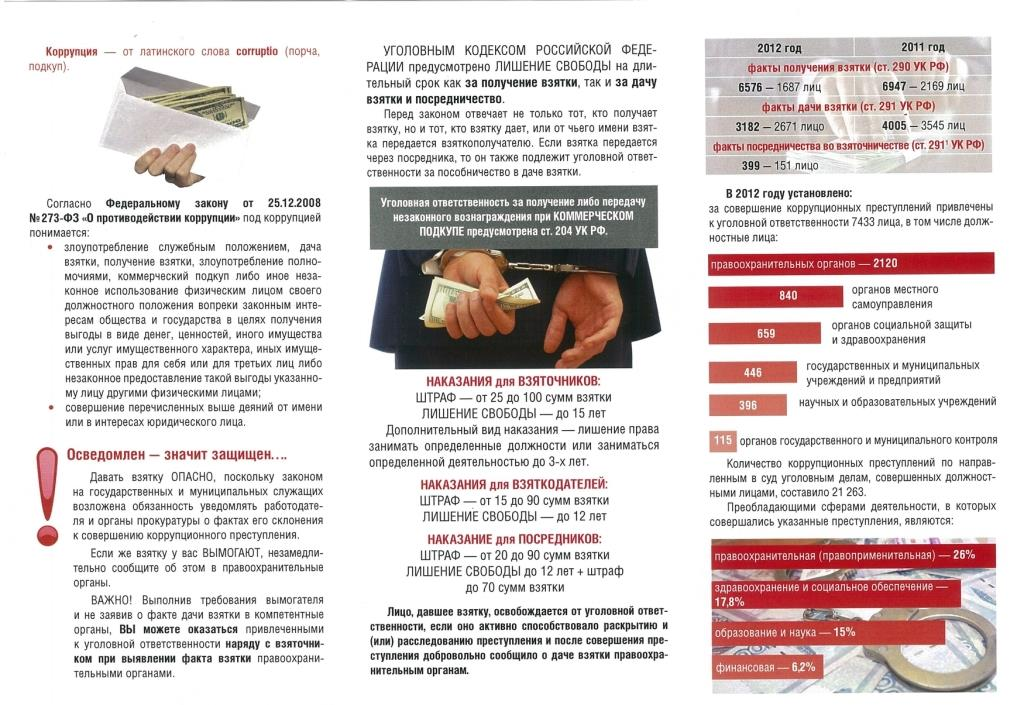 Коррупция — от латинского слова corruptio (порча,
подкуп).
Согласно Федеральному закону от 25.12.2008
№273-ФЗ «О противодействии коррупции» под коррупцией
понимается:
• злоупотребление служебным положением, дача
взятки, получение взятки, злоупотребление полно-
мочиями, коммерческий подкуп либо иное неза-
конное использование физическим лицом своего
должностного положения вопреки законным инте-
ресам общества и государства в целях получения
выгоды в виде денег, ценностей, иного имущества
или услуг имущественного характера, иных имуще-
ственных прав для себя или для третьих лиц либо
незаконное предоставление такой выгоды указанно-
му лицу другими физическими лицами;
• совершение перечисленных выше деяний от имени
или в интересах юридического лица.
Осведомлен — значит защищен....
Давать взятку ОПАСНО, поскольку законом
на государственных и муниципальных служащих
возложена обязанность уведомлять работодате-
ля и органы прокуратуры о фактах его склонения
к совершению коррупционного преступления.
Если же взятку у вас ВЫМОГАЮТ, незамедли-
тельно сообщите об этом в правоохранительные
органы.
ВАЖНО! Выполнив требования вымогателя
и не заявив о факте дачи взятки в компетентные
органы, ВЫ можете оказаться привлеченными
к уголовной ответственности наряду с взяточни-
ком при выявлении факта взятки правоохрани-
тельными органами.
УГОЛОВНЫМ КОДЕКСОМ РОССИЙСКОЙ ФЕДЕ-
РАЦИИ предусмотрено ЛИШЕНИЕ СВОБОДЫ на дли-
тельный срок как за получение взятки, так и за дачу
взятки и посредничество.
Перед законом отвечает не только тот, кто получает
взятку, но и тот, кто взятку дает, или от чьего имени взят-
ка передается взяткополучателю. Если взятка передается
через посредника, то он также подлежит уголовной ответ-
ственности за пособничество в даче взятки.
Уголовная ответственность за получение либо передачу
незаконного вознаграждения при КОММЕРЧЕСКОМ
ПОДКУПЕ предусмотрена ст. 204 УК РФ.
НАКАЗАНИЯ для ВЗЯТОЧНИКОВ:
ШТРАФ — от 25 до 100 сумм взятки
ЛИШЕНИЕ СВОБОДЫ — до 15 лет
Дополнительный вид наказания — лишение права
занимать определенные должности или заниматься
определенной деятельностью до 3-х лет.
НАКАЗАНИЯ для ВЗЯТКОДАТЕЛЕЙ:
ШТРАФ — от 15 до 90 сумм взятки
ЛИШЕНИЕ СВОБОДЫ — до 12 лет
НАКАЗАНИЕ для ПОСРЕДНИКОВ:
ШТРАФ — от 20 до 90 сумм взятки
ЛИШЕНИЕ СВОБОДЫ до 12 лет + штраф
до 70 сумм взятки
Лицо, давшее взятку, освобождается от уголовной ответ-
ственности, если оно активно способствовало раскрытию и
(или) расследованию преступления и после совершения пре-
ступления добровольно сообщило о даче взятки правоохра-
нительным органам.
2012 год 2011 год
факты получения взятки (ст. 290 УК РФ)
6576 — 1687 лиц 6947 — 2169 лиц
факты дачи взятки (ст. 291 УК РФ)
3182 — 2671 лицо 4005 — 3545 лиц
факты посредничества во взяточничестве (ст. 291¹ УК РФ)
399 — 151 лицо
В 2012 году установлено:
за совершение коррупционных преступлений привлечены
к уголовной ответственности 7433 лица, в том числе долж-
ностные лица:
правоохранительных органов — 2120
840 органов местного
самоуправления
659 органов социальной защиты
и здравоохранения
446 государственных и муниципальных
учреждений и предприятий
396 научных и образовательных учреждений
115 органов государственного и муниципального контроля
Количество коррупционных преступлений по направ-
ленным в суд уголовным делам, совершенных должност-
ными лицами, составило 21 263.
Преобладающими сферами деятельности, в которых
совершались указанные преступления, являются:
правоохранительная (правоприменительная) — 26%
здравоохранение и социальное обеспечение —
17,8%
образование и наука — 15%
финансовая — 6,2%